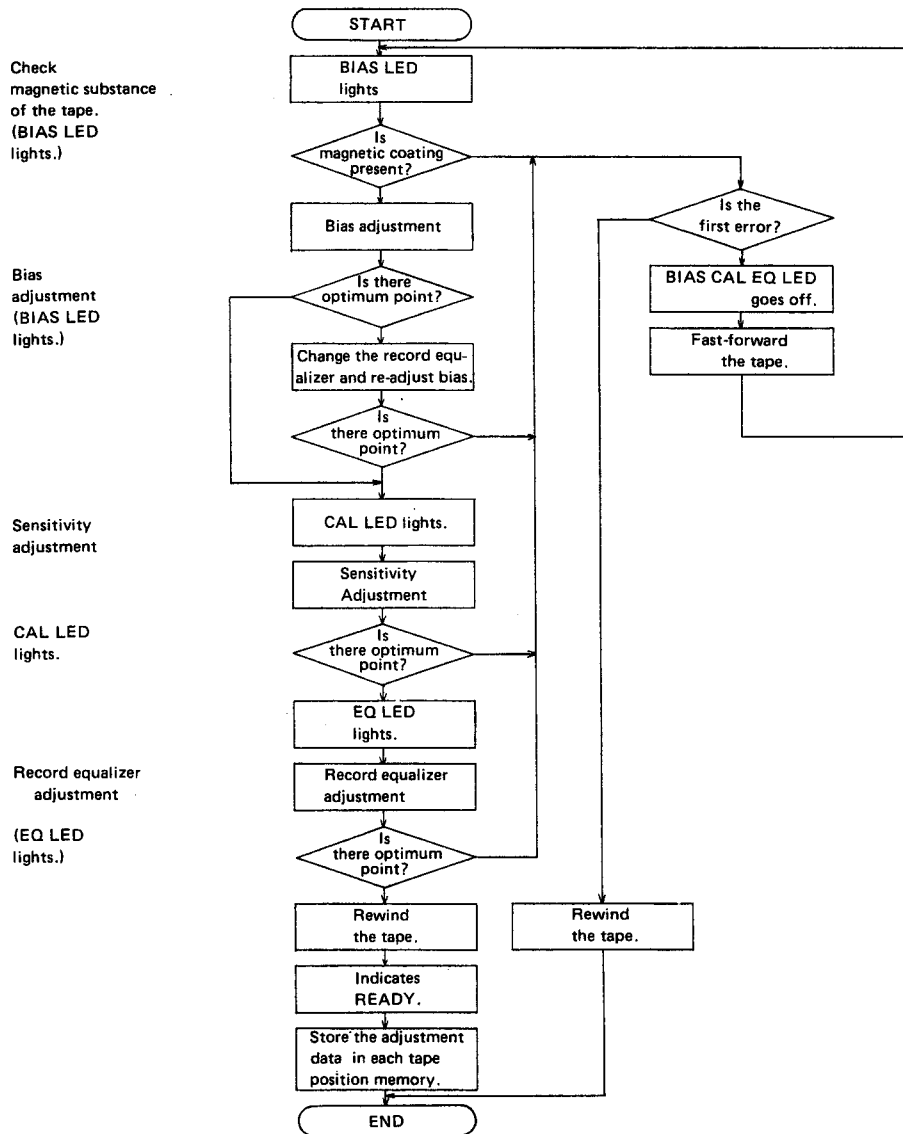 START
Check
magnetic substance
of the tape.
(BIAS LED
lights.)
BIAS LED
lights
Is
magnetic coating
present?
Is the
first error?
Bias adjustment
BIAS CAL EQ LED
goes off.
Fast-forward
the tape.
Bias
adjustment
(BIAS LED
lights.)
Is there
optimum point?
Change the record equ-
alizer and re-adjust bias.
Is
there optimum
point?
Sensitivity
adjustment
CAL LED lights.
Sensitivity
Adjustment
CAL LED
lights.
Is
there optimum
point?
EQ LED
lights.
Record equalizer
adjustment
(EQ LED
lights.)
Record equalizer
adjustment
Is
there optimum
point?
Rewind
the tape.
Rewind
the tape.
Indicates
READY.
Store the adjustment
data in each tape
position memory.
END